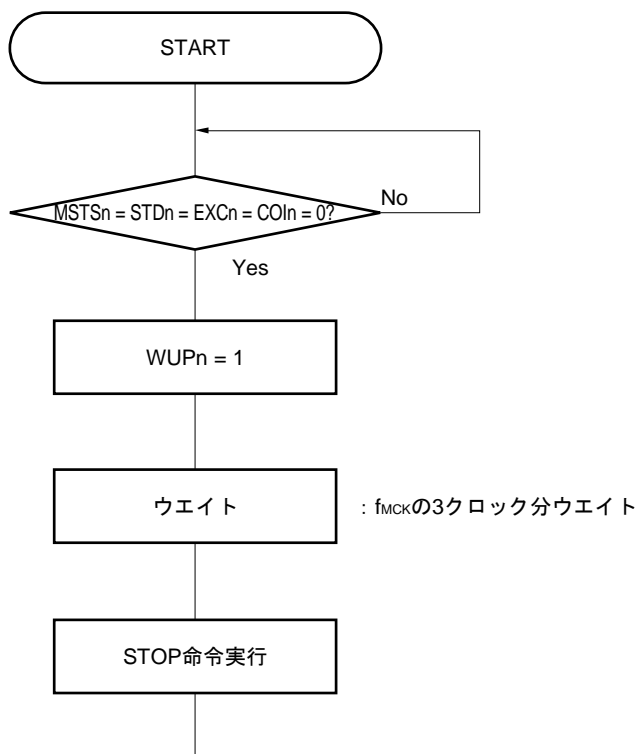 START
MSTSn = STDn = EXCn = COIn = 0?
No
Yes
WUPn = 1
ウエイト
: fMCKの3クロック分ウエイト
STOP命令実行